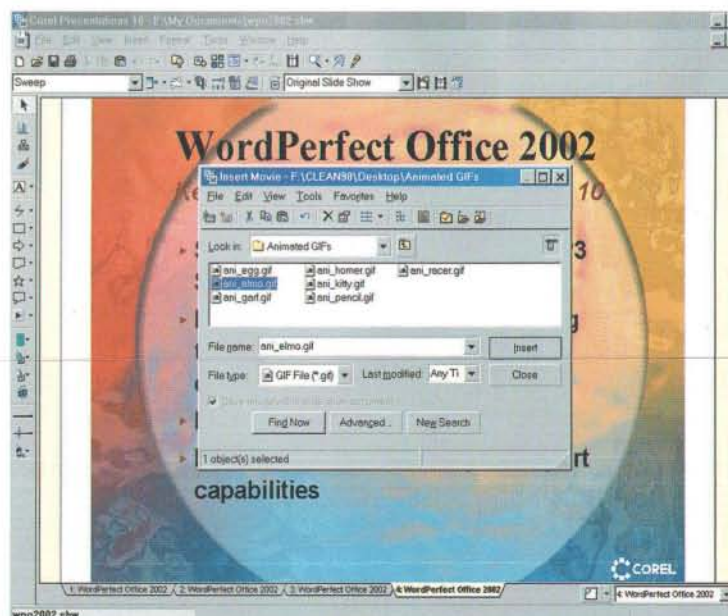 Corel Presentations 10 - F:\My Documents\wpo2002.shw
File Edit View Insert Format Tools Window Help
Sweep
Original Slide Show
WordPerfect Office 2002
10
Insert Movie - F:\CLEAN98\Desktop\Animated GIFs
File Edit View Tools Favorites Help
Look in: Animated GIFs
ani_egg.gif ani_homer.gif ani_racer.gif
ani_elmo.gif ani_kitty.gif
ani_garf.gif ani_pencil.gif
File name: ani_elmo.gif Insert
File type: GIF File (*.gif) Last modified: Any Ti Close
Find Now Advanced... New Search
1 object(s) selected
3
rt
capabilities
COREL
1: WordPerfect Office 2002 2: WordPerfect Office 2002 3: WordPerfect Office 2002 4: WordPerfect Office 2002
4: WordPerfect Office 2002
wpo2002.shw